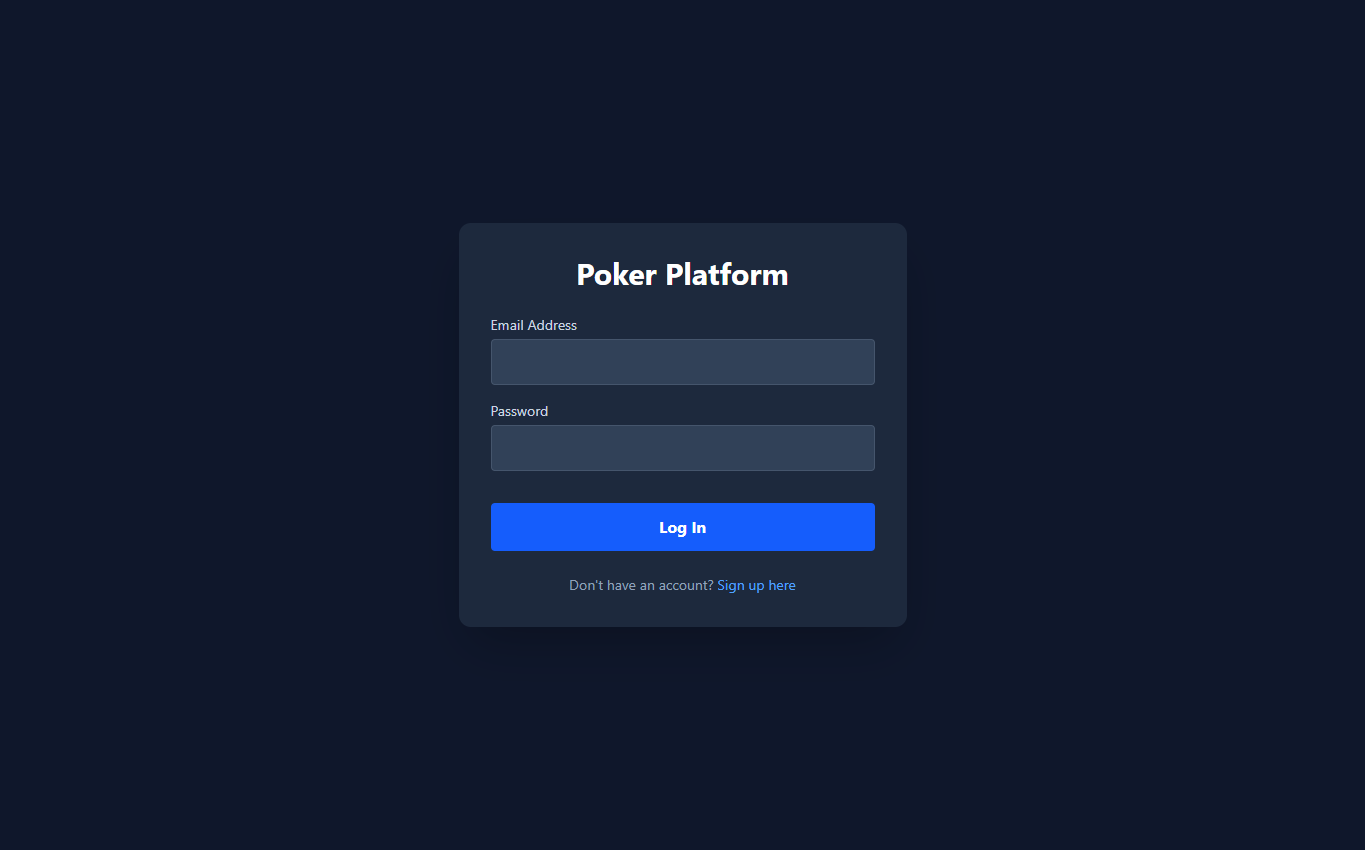 Poker Platform
Email Address
Password
Log In
Don't have an account? Sign up here